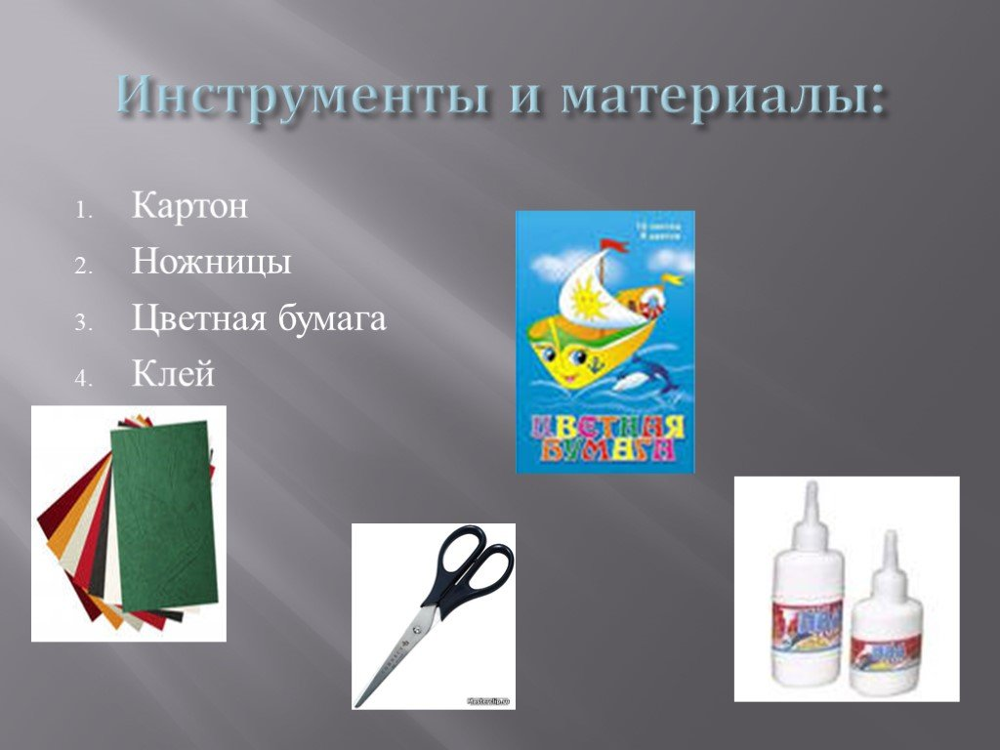 Инструменты и материалы:
1. Картон
2. Ножницы
3. Цветная бумага
4. Клей
ЦВЕТНАЯ
БУМАГА